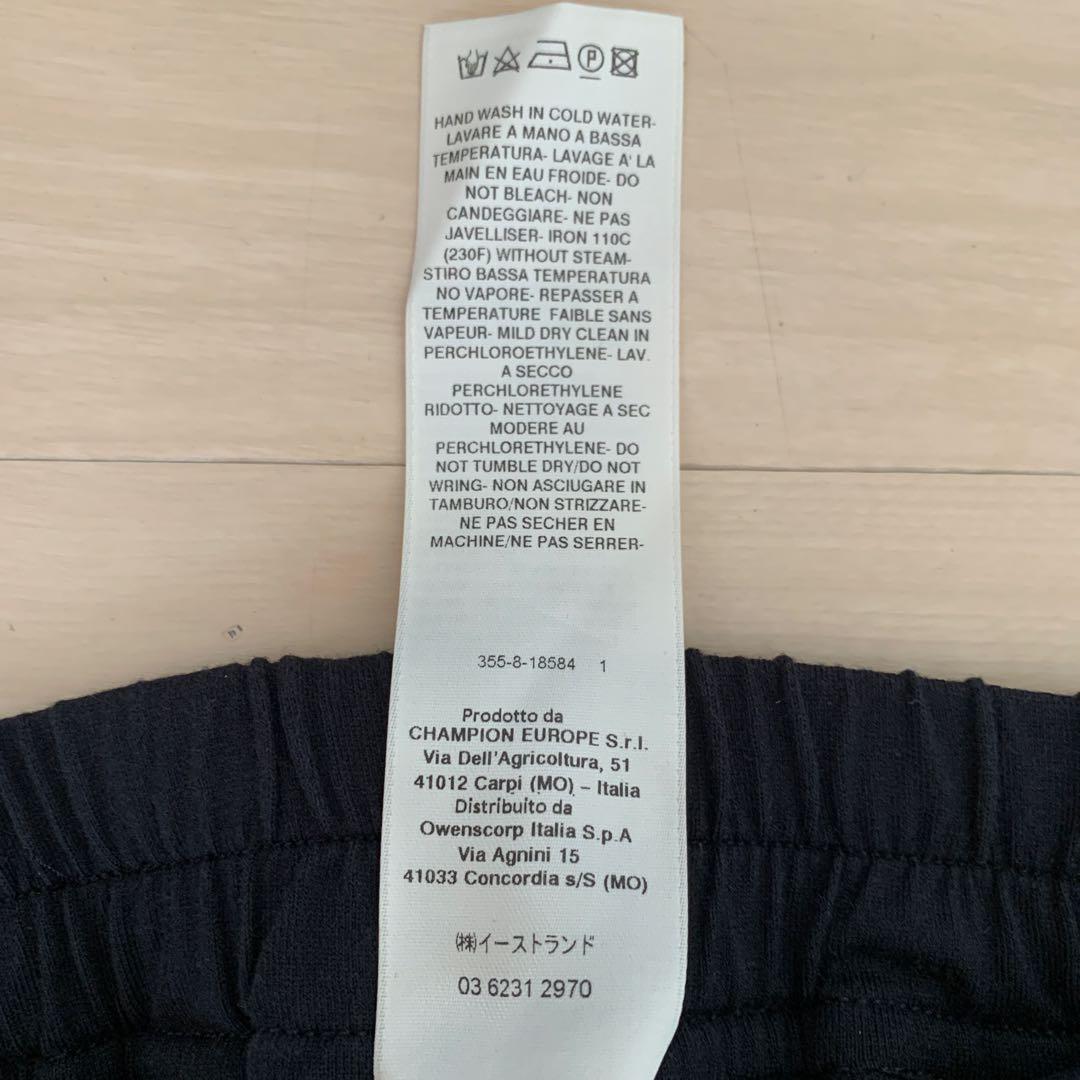 P
HAND WASH IN COLD WATER-
LAVARE A MANO A BASSA
TEMPERATURA- LAVAGE A' LA
MAIN EN EAU FROIDE- DO
NOT BLEACH- NON
CANDEGGIARE- NE PAS
JAVELLISER- IRON 110C
(230F) WITHOUT STEAM-
STIRO BASSA TEMPERATURA
NO VAPORE- REPASSER A
TEMPERATURE FAIBLE SANS
VAPEUR- MILD DRY CLEAN IN
PERCHLOROETHYLENE- LAV.
A SECCO
PERCHLORETHYLENE
RIDOTTO- NETTOYAGE A SEC
MODERE AU
PERCHLORETHYLENE- DO
NOT TUMBLE DRY/DO NOT
WRING- NON ASCIUGARE IN
TAMBURO/NON STRIZZARE-
NE PAS SECHER EN
MACHINE/NE PAS SERRER-
355-8-18584 1
Prodotto da
CHAMPION EUROPE S.r.l.
Via Dell'Agricoltura, 51
41012 Carpi (MO) – Italia
Distribuito da
Owenscorp Italia S.p.A
Via Agnini 15
41033 Concordia s/S (MO)
㈱イーストランド
03 6231 2970